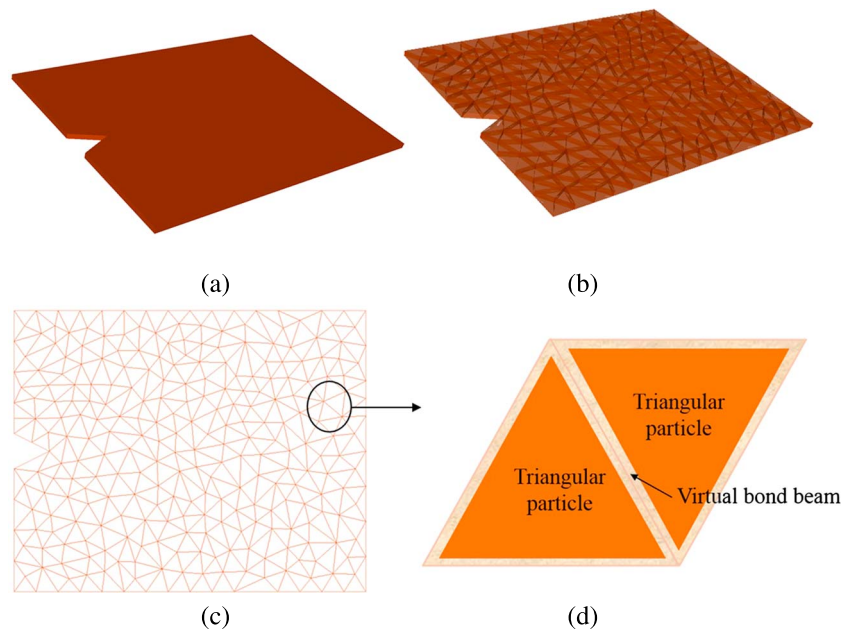 (a)
(b)
Triangular
particle
Triangular
particle
Virtual bond beam
(c)
(d)